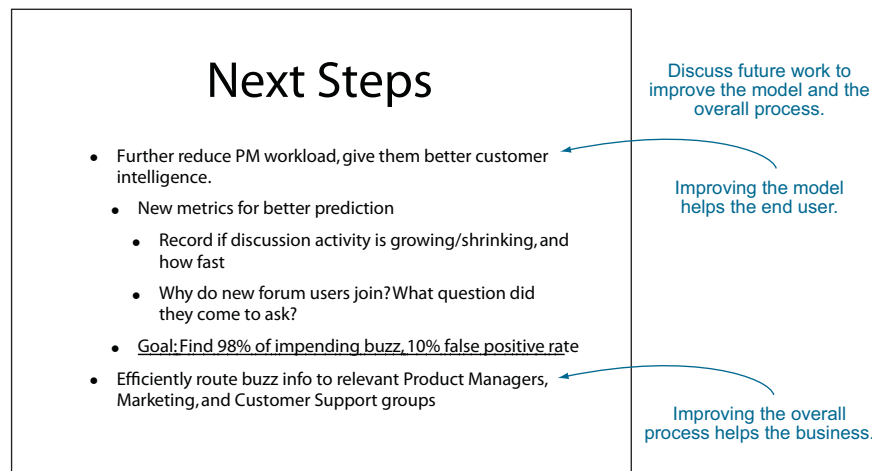 Next Steps
• Further reduce PM workload, give them better customer
intelligence.
• New metrics for better prediction
• Record if discussion activity is growing/shrinking, and
how fast
• Why do new forum users join? What question did
they come to ask?
• Goal: Find 98% of impending buzz, 10% false positive rate
• Efficiently route buzz info to relevant Product Managers,
Marketing, and Customer Support groups
Discuss future work to
improve the model and the
overall process.
Improving the model
helps the end user.
Improving the overall
process helps the business.